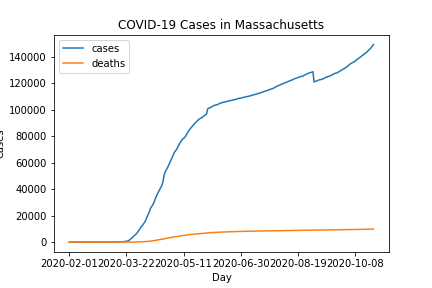 COVID-19 Cases in Massachusetts
cases
deaths
140000
120000
100000
80000
60000
40000
20000
0
cases
2020-02-01 2020-03-22 2020-05-11 2020-06-30 2020-08-19 2020-10-08
Day